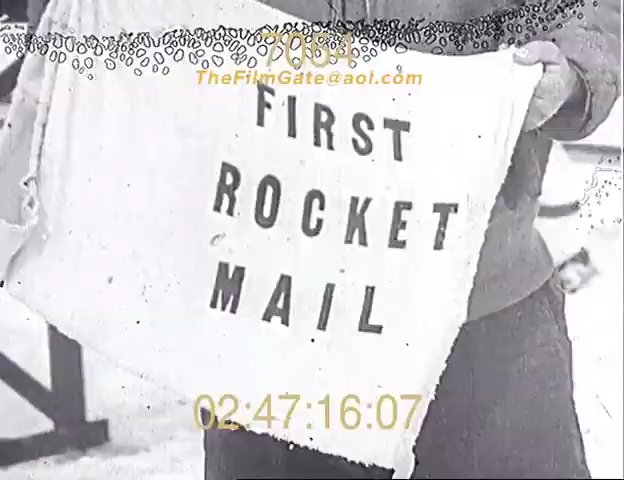 7064
TheFilmGate@aol.com
FIRST
ROCKET
MAIL
02:47:16:07